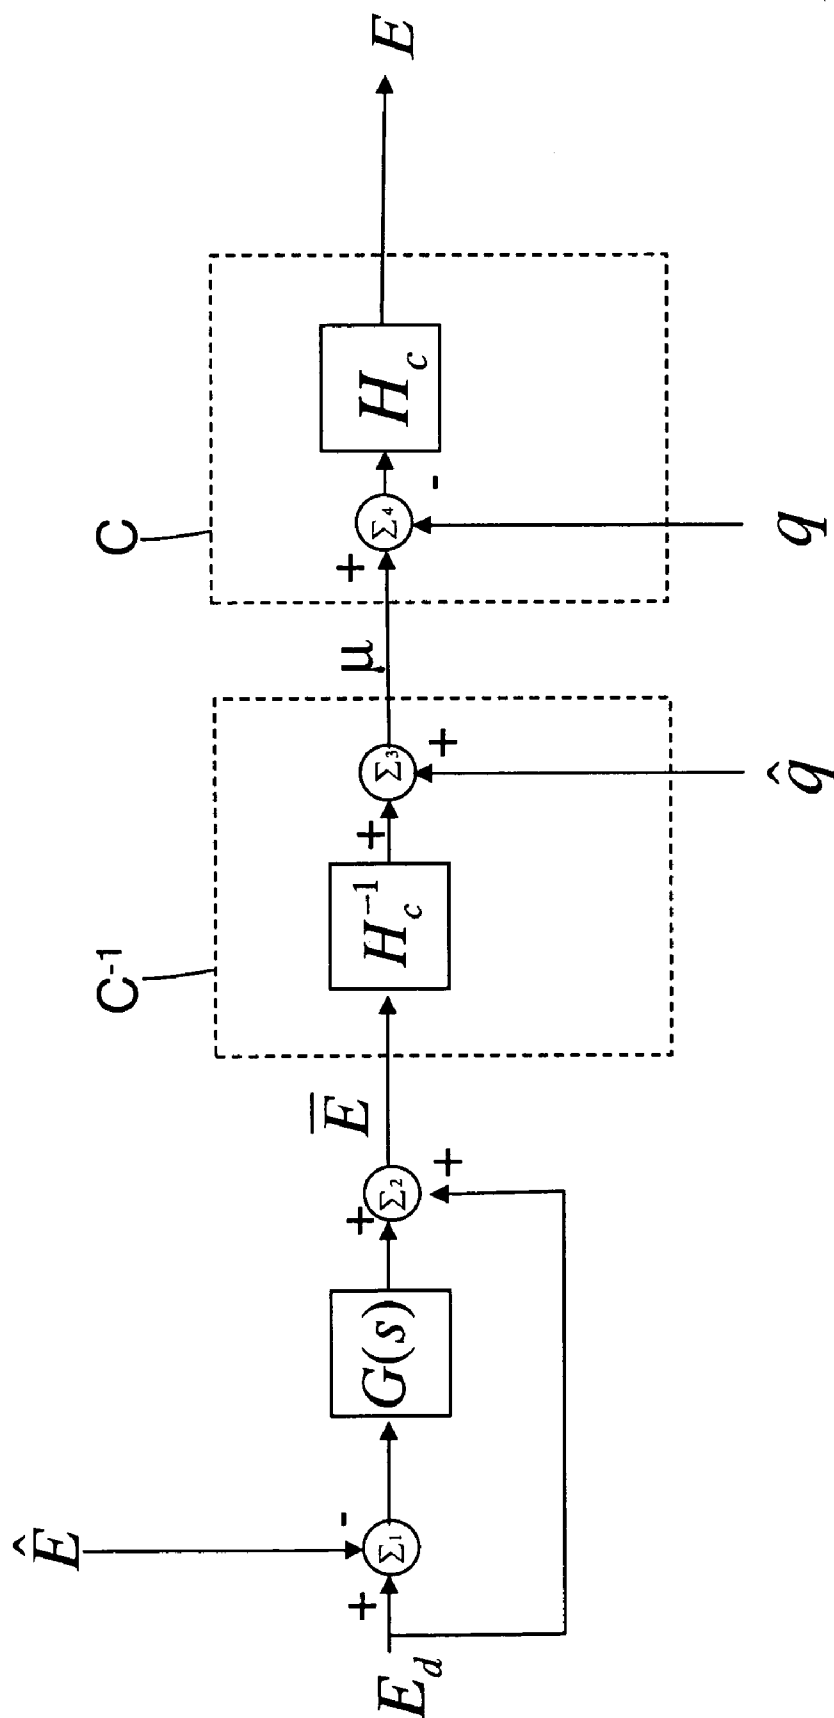 Ê
E_d
+
-
Σ₁
G(s)
+
Σ₂
+
E̅
C⁻¹
H_c⁻¹
+
Σ₃
+
q̂
μ
C
+
Σ₄
-
q
H_c
E